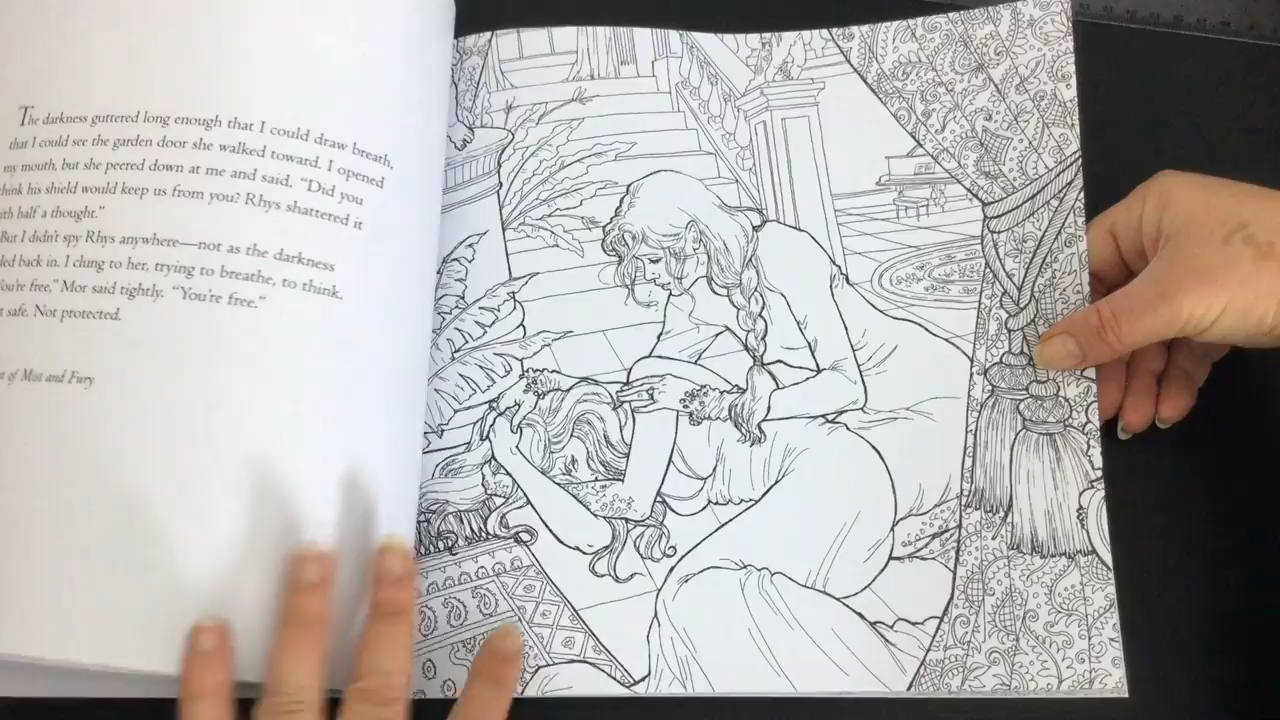 The darkness guttered long enough that I could draw breath,
that I could see the garden door she walked toward. I opened
my mouth, but she peered down at me and said, “Did you
think his shield would keep us from you? Rhys shattered it
ith half a thought.”
But I didn't spy Rhys anywhere—not as the darkness
led back in. I clung to her, trying to breathe, to think.
You're free,” Mor said tightly. “You're free.”
safe. Not protected.
of Mist and Fury